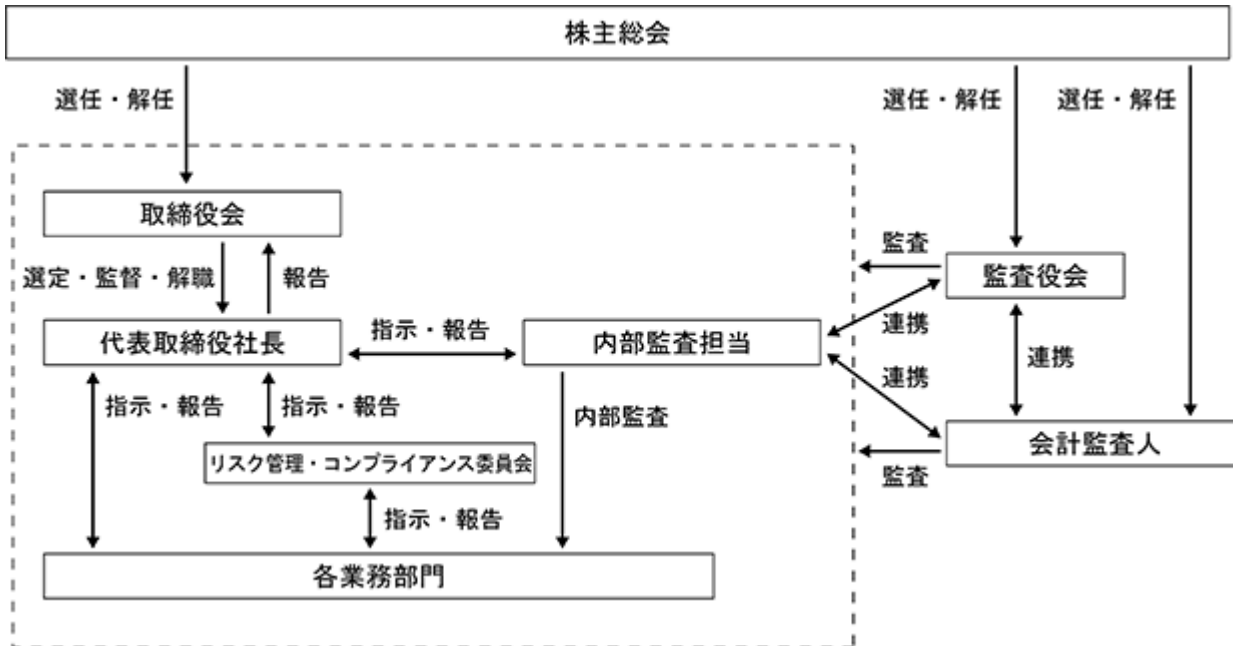 株主総会
選任・解任
選任・解任
選任・解任
取締役会
選定・監督・解職
報告
監査
監査役会
代表取締役社長
指示・報告
内部監査担当
連携
連携
連携
指示・報告
指示・報告
内部監査
リスク管理・コンプライアンス委員会
会計監査人
監査
指示・報告
各業務部門